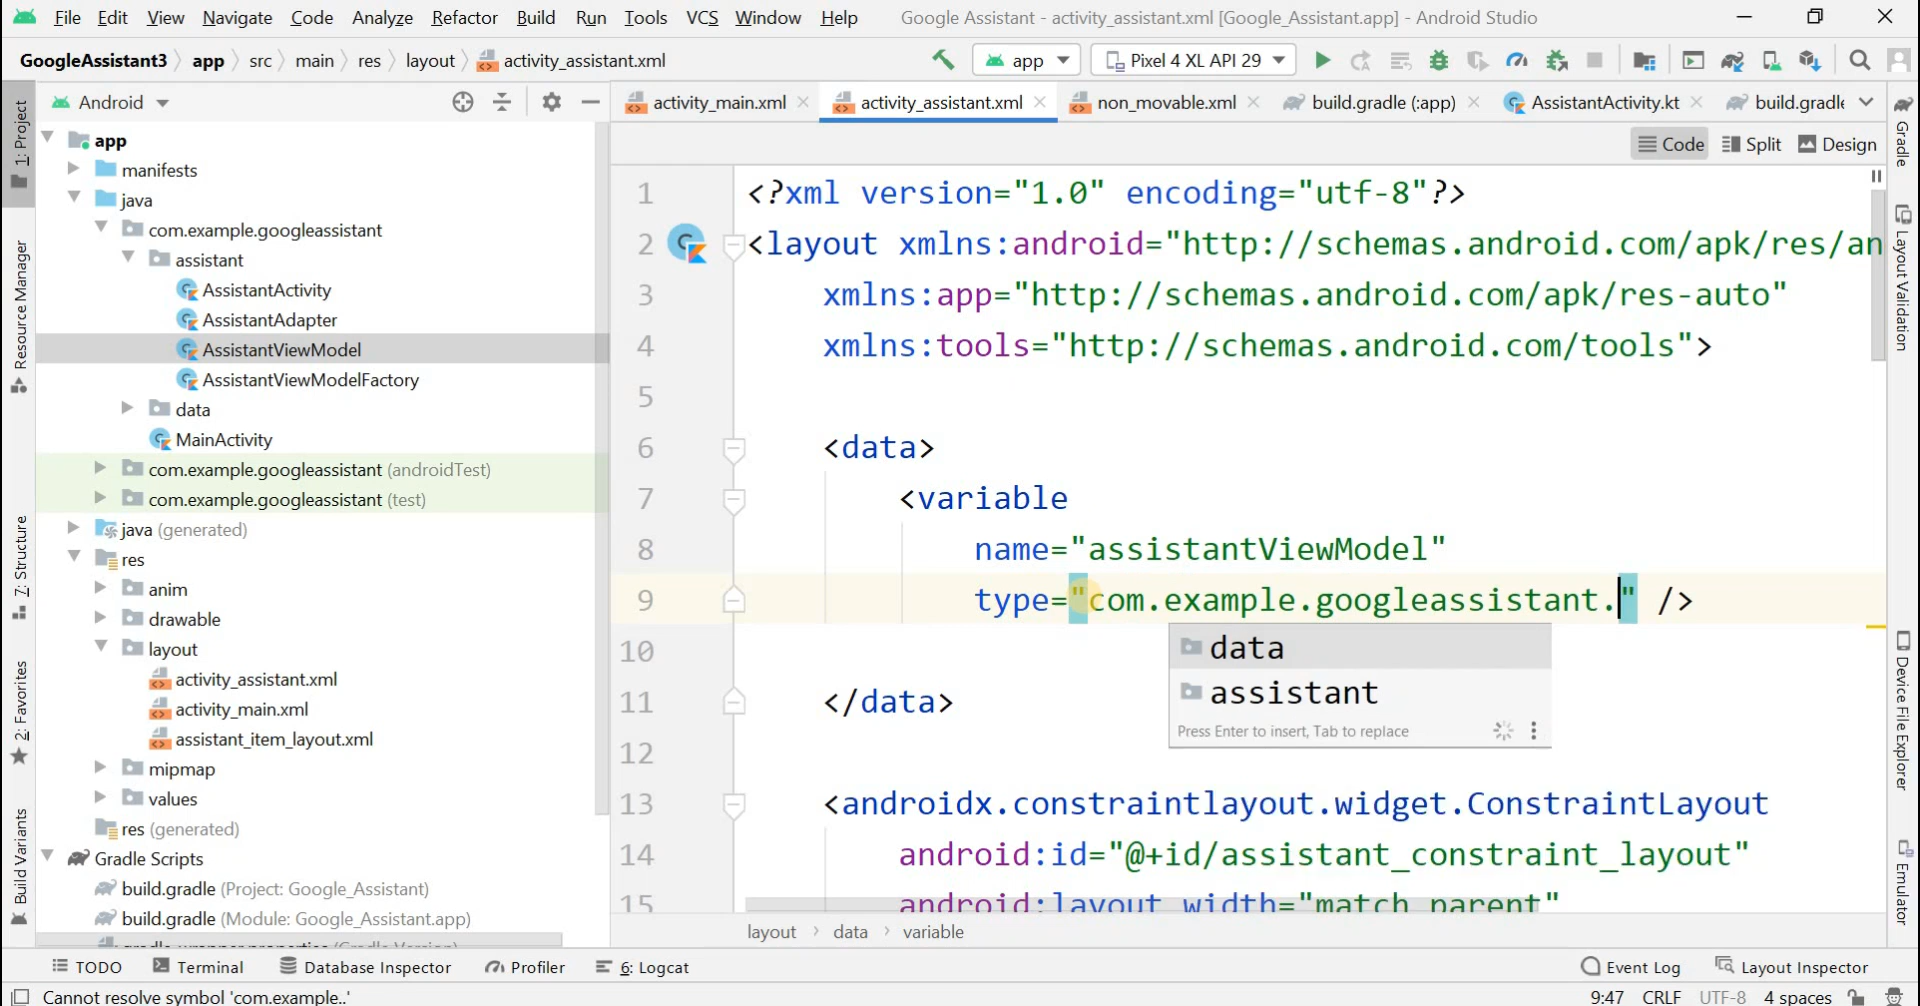 File Edit View Navigate Code Analyze Refactor Build Run Tools VCS Window Help Google Assistant - activity_assistant.xml [Google_Assistant.app] - Android Studio
GoogleAssistant3 app src main res layout activity_assistant.xml app Pixel 4 XL API 29
Android activity_main.xml activity_assistant.xml non_movable.xml build.gradle (:app) AssistantActivity.kt build.gradle
Code Split Design
1: Project
Resource Manager
7: Structure
2: Favorites
Build Variants
app
manifests
java
com.example.googleassistant
assistant
AssistantActivity
AssistantAdapter
AssistantViewModel
AssistantViewModelFactory
data
MainActivity
com.example.googleassistant (androidTest)
com.example.googleassistant (test)
java (generated)
res
anim
drawable
layout
activity_assistant.xml
activity_main.xml
assistant_item_layout.xml
mipmap
values
res (generated)
Gradle Scripts
build.gradle (Project: Google_Assistant)
build.gradle (Module: Google_Assistant.app)
gradle-wrapper.properties (Gradle Version)
1 <?xml version="1.0" encoding="utf-8"?>
2 <layout xmlns:android="http://schemas.android.com/apk/res/an
3 xmlns:app="http://schemas.android.com/apk/res-auto"
4 xmlns:tools="http://schemas.android.com/tools">
5
6 <data>
7 <variable
8 name="assistantViewModel"
9 type="com.example.googleassistant." />
10
11 </data>
12
13 <androidx.constraintlayout.widget.ConstraintLayout
14 android:id="@+id/assistant_constraint_layout"
15 android:layout_width="match_parent"
data
assistant
Press Enter to insert, Tab to replace
layout data variable
Gradle
Layout Validation
Device File Explorer
Emulator
TODO Terminal Database Inspector Profiler 6: Logcat Event Log Layout Inspector
Cannot resolve symbol 'com.example..' 9:47 CRLF UTF-8 4 spaces